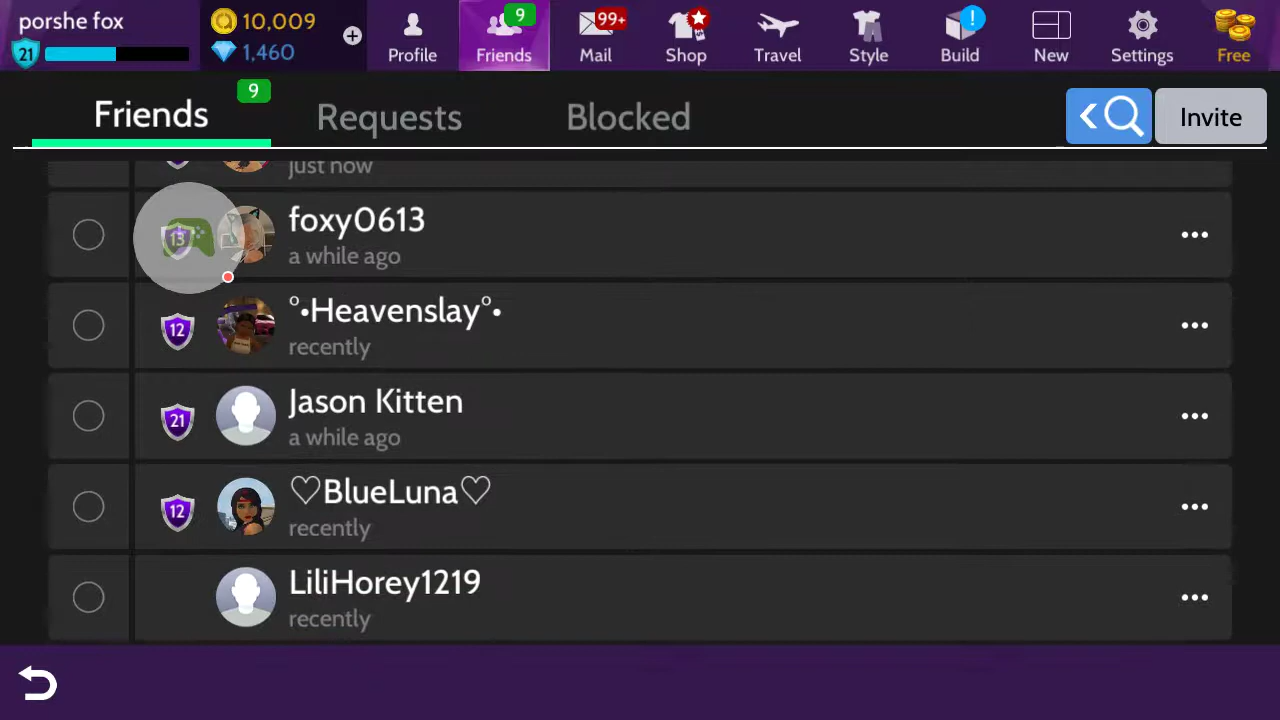 porshe fox
21
10,009
1,460
Profile
9
Friends
99+
Mail
Shop
Travel
Style
!
Build
New
Settings
Free
Friends
9
Requests
Blocked
Invite
just now
13
foxy0613
a while ago
12
°•Heavenslay°•
recently
21
Jason Kitten
a while ago
12
♡BlueLuna♡
recently
LiliHorey1219
recently